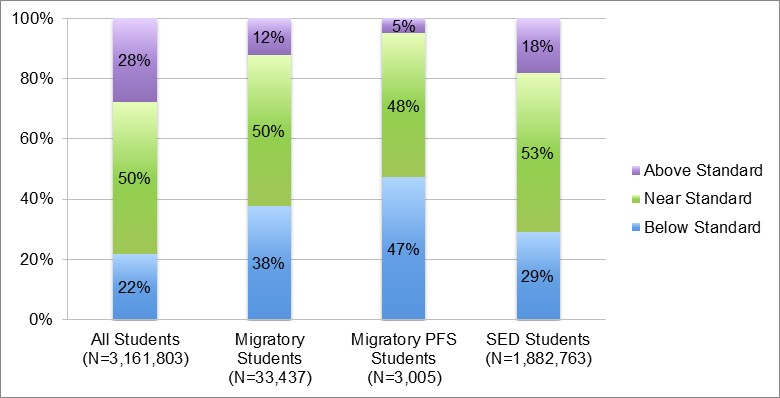 100%
80%
60%
40%
20%
0%
28%
50%
22%
12%
50%
38%
5%
48%
47%
18%
53%
29%
All Students
(N=3,161,803)
Migratory
Students
(N=33,437)
Migratory PFS
Students
(N=3,005)
SED Students
(N=1,882,763)
Above Standard
Near Standard
Below Standard